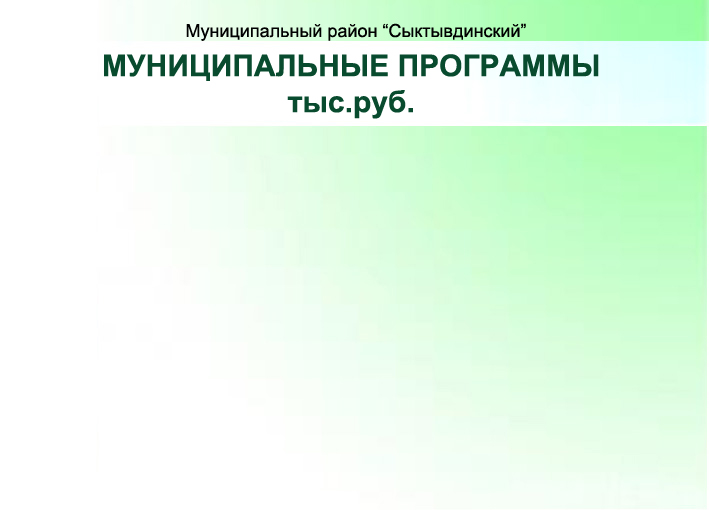 Муниципальный район “Сыктывдинский”
МУНИЦИПАЛЬНЫЕ ПРОГРАММЫ
тыс.руб.